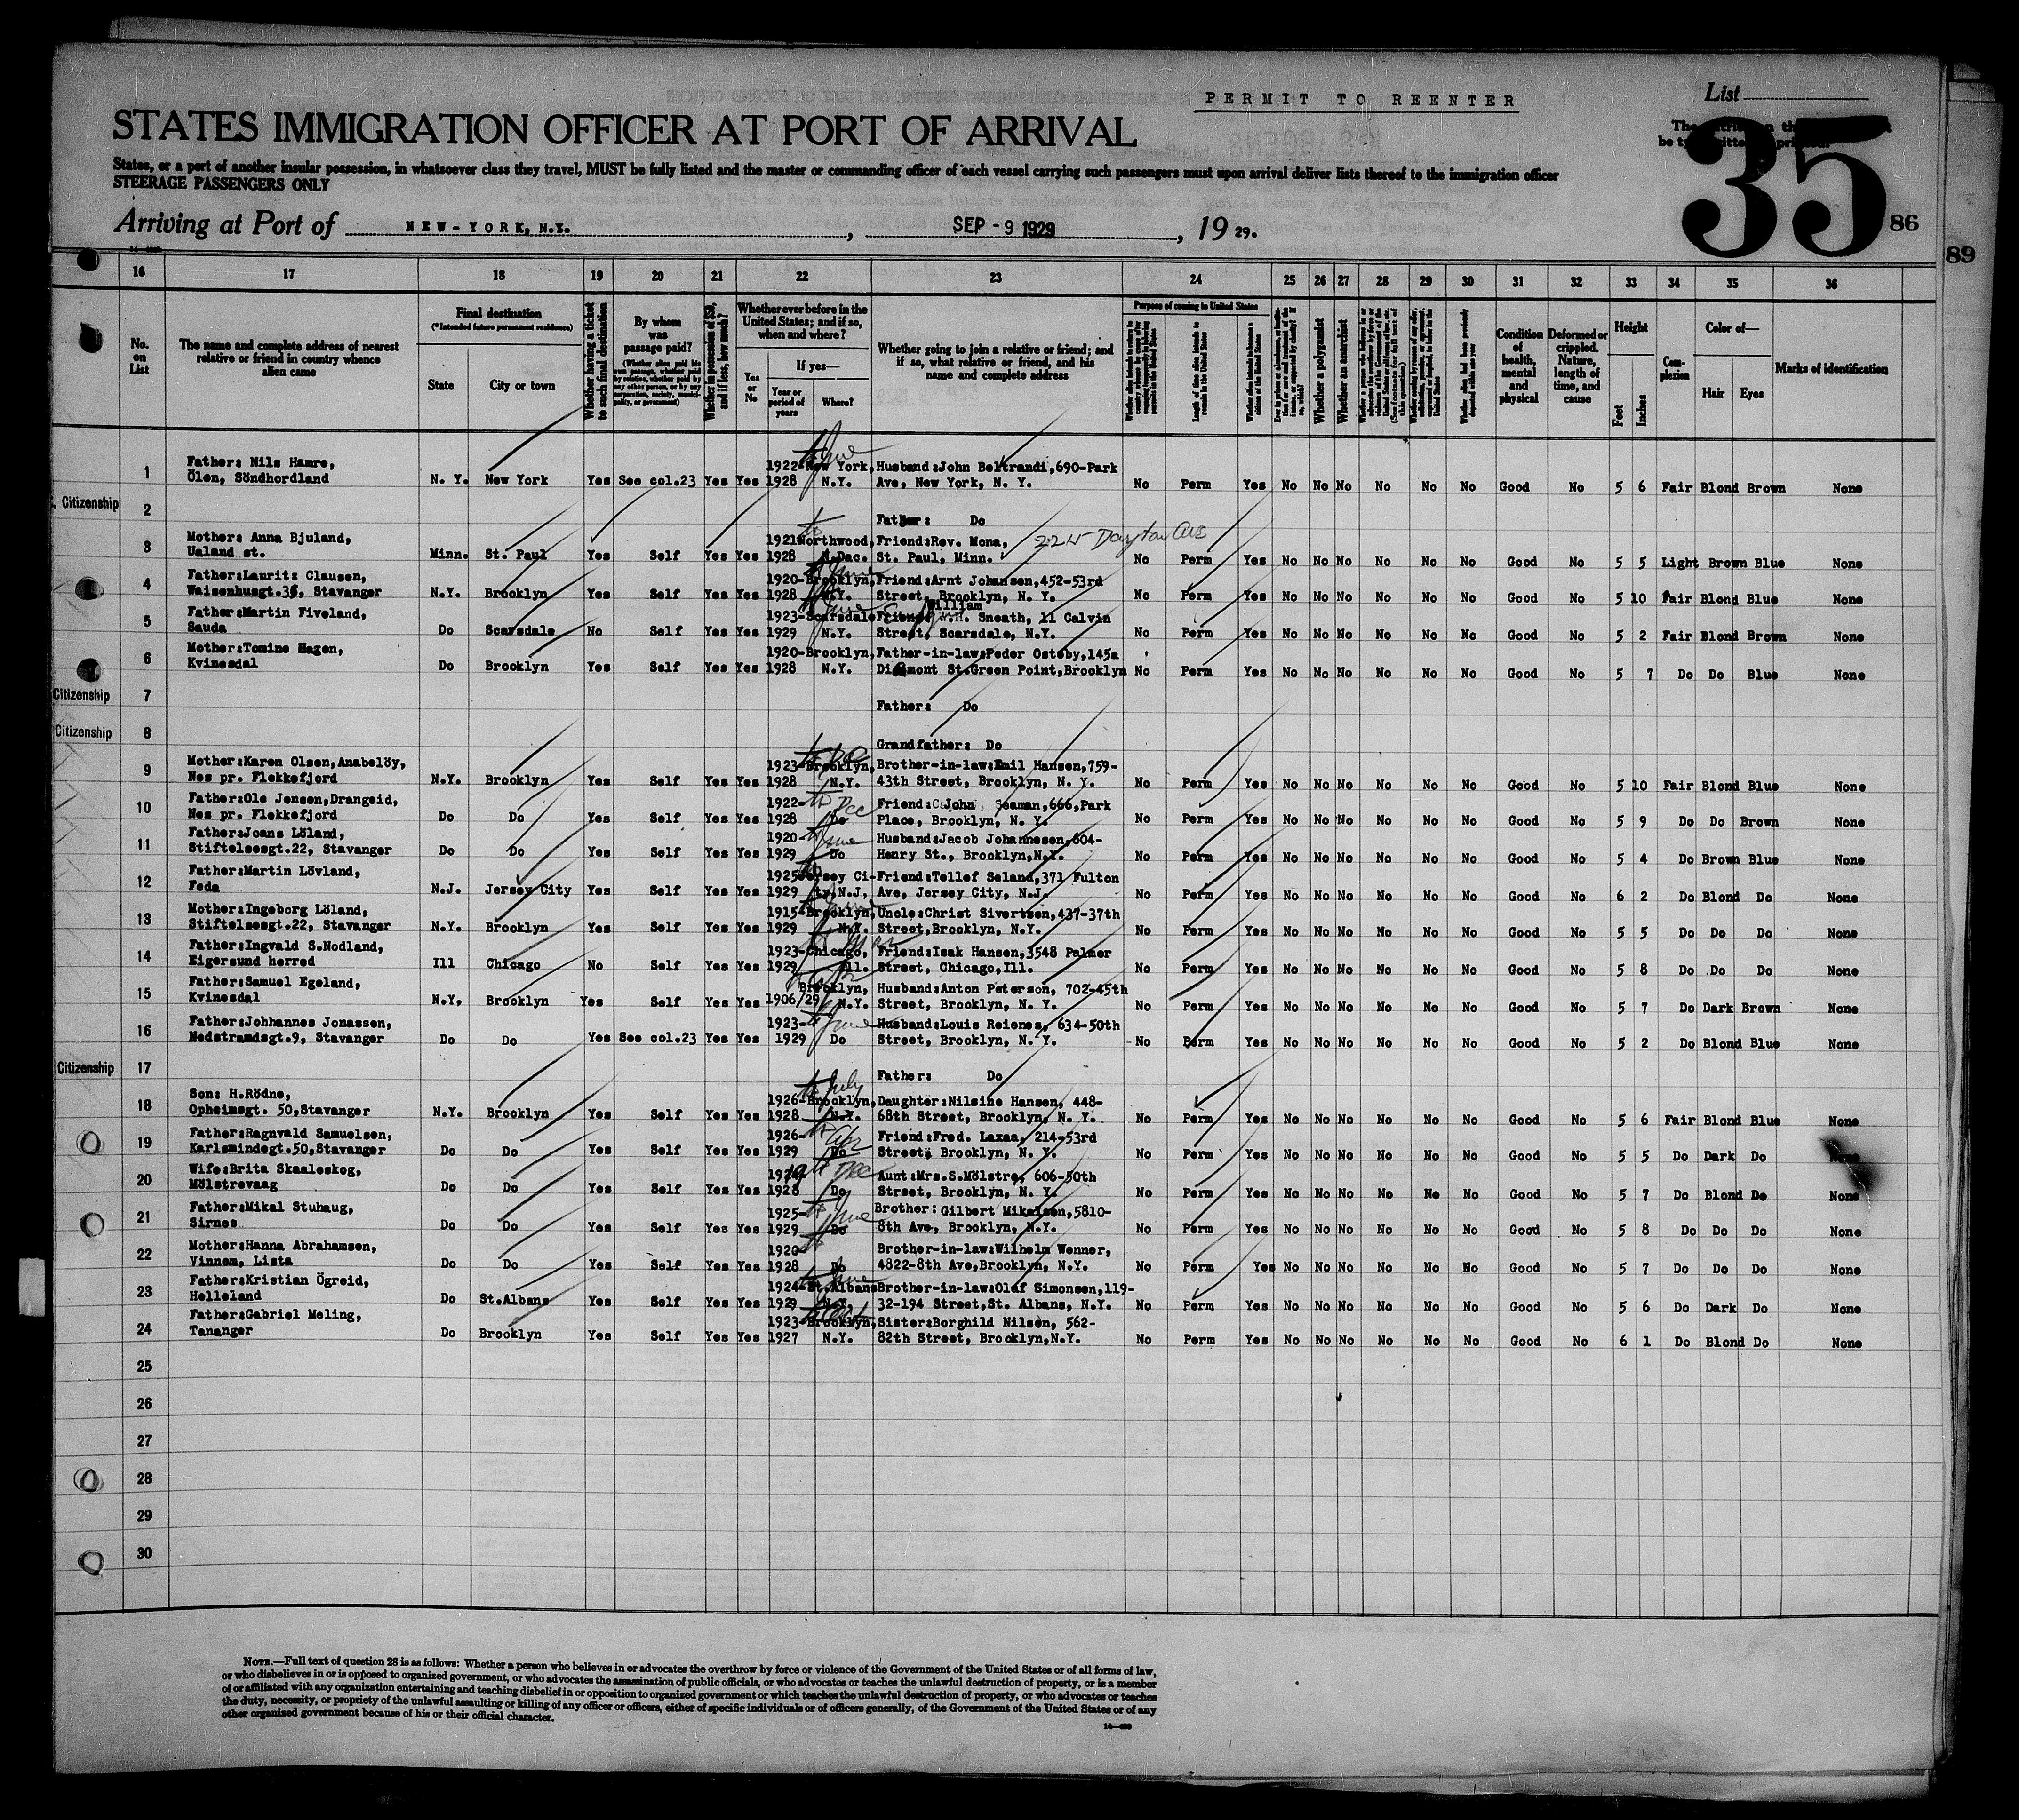 PERMIT TO REENTER
List
STATES IMMIGRATION OFFICER AT PORT OF ARRIVAL
35
86
89
States, or a port of another insular possession, in whatsoever class they travel, MUST be fully listed and the master or commanding officer of each vessel carrying such passengers must upon arrival deliver lists thereof to the immigration officer
STEERAGE PASSENGERS ONLY
Arriving at Port of NEW-YORK, N.Y. , SEP - 9 1929 , 19 29.
16 17 18 19 20 21 22 23 24 25 26 27 28 29 30 31 32 33 34 35 36
No. on List
The name and complete address of nearest relative or friend in country whence alien came
Final destination
(*Intended future permanent residence)
State
City or town
Whether having a ticket to such final destination
By whom was passage paid?
Whether in possession of $50, and if less, how much?
Whether ever before in the United States; and if so, when and where?
Yes or No
If yes—
Year or period of years
Where?
Whether going to join a relative or friend; and if so, what relative or friend, and his name and complete address
Purpose of coming to United States
Whether a polygamist
Whether an anarchist
Condition of health, mental and physical
Deformed or crippled. Nature, length of time, and cause
Height
Feet
Inches
Complexion
Color of—
Hair
Eyes
Marks of identification
1 Father: Nils Hamre, 1922-New York, Husband:John Beltrandi,690-Park
Ölen, Söndhordland N. Y. New York Yes See col.23 Yes Yes 1928 N.Y. Ave, New York, N. Y. No Perm Yes No No No No No No Good No 5 6 Fair Blond Brown None
Citizenship 2 Father: Do
3 Mother: Anna Bjuland, 1921 Northwood, Friend:Rev. Mona, 224 Dayton Ave
Ualand st. Minn. St. Paul Yes Self Yes Yes 1928 N.Dac. St. Paul, Minn. No Perm Yes No No No No No No Good No 5 5 Light Brown Blue None
4 Father:Lauritz Clausen, 1920-Brooklyn, Friend:Arnt Johansen,452-53rd
Waisenhusgt.36, Stavanger N.Y. Brooklyn Yes Self Yes Yes 1928 N.Y. Street, Brooklyn, N. Y. No Perm Yes No No No No No No Good No 5 10 Fair Blond Blue None
William
5 Father:Martin Fiveland, 1923-Scarsdale Friend W.H. Sneath, 11 Calvin
Sauda Do Scarsdale No Self Yes Yes 1929 N.Y. Street, Scarsdale, N.Y. No Perm Yes No No No No No No Good No 5 2 Fair Blond Brown None
6 Mother:Tomine Hagen, 1920-Brooklyn, Father-in-law:Peder Osteby,145a
Kvinesdal Do Brooklyn Yes Self Yes Yes 1928 N.Y. Diamont St.Green Point,Brooklyn No Perm Yes No No No No No No Good No 5 7 Do Do Blue None
Citizenship 7 Father: Do
Citizenship 8 Grandfather: Do
9 Mother:Karen Olsen,Anabelöy, 1923-Brooklyn, Brother-in-law:Emil Hansen,759-
Nes pr. Flekkefjord N.Y. Brooklyn Yes Self Yes Yes 1928 N.Y. 43th Street, Brooklyn, N. Y. No Perm Yes No No No No No No Good No 5 10 Fair Blond Blue None
10 Father:Ole Jensen,Drangeid, 1922- Dec Friend: John Seaman,666,Park
Nes pr. Flekkefjord Do Do Yes Self Yes Yes 1928 Do Place, Brooklyn, N. Y. No Perm Yes No No No No No No Good No 5 9 Do Do Brown None
11 Father:Joans Löland, 1920- June Husband:Jacob Johannesen,604-
Stiftelsesgt.22, Stavanger Do Do Yes Self Yes Yes 1929 Do Henry St., Brooklyn,N.Y. No Perm Yes No No No No No No Good No 5 4 Do Brown Blue None
12 Father:Martin Lövland, 1925 Jersey Ci- Friend:Tellef Seland,371 Fulton
Feda N.J. Jersey City Yes Self Yes Yes 1929 ty N.J, Ave, Jersey City, N.J. No Perm Yes No No No No No No Good No 6 2 Do Blond Do None
13 Mother:Ingeborg Löland, 1915-Brooklyn, Uncle:Christ Sivertsen,437-37th
Stiftelsesgt.22, Stavanger N.Y. Brooklyn Yes Self Yes Yes 1929 N.Y. Street,Brooklyn, N.Y. No Perm Yes No No No No No No Good No 5 5 Do Do Do None
14 Father:Ingvald S.Nodland, 1923-Chicago, Friend:Isak Hansen,3548 Palmer
Eigersund herred Ill Chicago No Self Yes Yes 1929 Ill. Street, Chicago,Ill. No Perm Yes No No No No No No Good No 5 8 Do Do Do None
15 Father:Samuel Egeland, Brooklyn, Husband:Anton Peterson, 702-45th
Kvinesdal N.Y, Brooklyn Yes Self Yes Yes 1906/29 N.Y. Street, Brooklyn, N. Y. No Perm Yes No No No No No No Good No 5 7 Do Dark Brown None
16 Father:Johhannes Jonassen, 1923- June Husband:Louis Reienes, 634-50th
Nedstrandsgt.9, Stavanger Do Do Yes See col.23 Yes Yes 1929 Do Street, Brooklyn, N. Y. No Perm Yes No No No No No No Good No 5 2 Do Blond Blue None
Citizenship 17 Father: Do
18 Son: H.Rödne, July 1926-Brooklyn, Daughter:Nilsine Hansen, 448-
Opheimsgt. 50,Stavanger N.Y. Brooklyn Yes Self Yes Yes 1928 N.Y. 68th Street, Brooklyn, N. Y. No Perm Yes No No No No No No Good No 5 6 Fair Blond Blue None
19 Father:Ragnvald Samuelsen, 1926- Friend:Fred. Laxaa, 214-53rd
Karlsmindegt.50,Stavanger Do Do Yes Self Yes Yes 1929 Do Street, Brooklyn, N. Y. No Perm Yes No No No No No No Good No 5 5 Do Dark Do None
20 Wife:Brita Skaaleskog, Dec Aunt:Mrs.S.Mölstre, 606-50th
Mölstrevaag Do Do Yes Self Yes Yes 1928 Do Street, Brooklyn, N. Y. No Perm Yes No No No No No No Good No 5 7 Do Blond Do None
21 Father:Mikal Stuhaug, 1925- June Brother: Gilbert Mikalsen,5810-
Sirnes Do Do Yes Self Yes Yes 1929 Do 8th Ave, Brooklyn, N.Y. No Perm Yes No No No No No No Good No 5 8 Do Do Do None
22 Mother:Hanna Abrahamsen, 1920- Brother-in-law:Wilhelm Wenner,
Vinnem, Lista Do Do Yes Self Yes Yes 1928 Do 4822-8th Ave,Brooklyn, N.Y. No Perm Yes No No No No No No Good No 5 7 Do Do Do None
23 Father:Kristian Ögreid, 1924-St.Albans Brother-in-law:Olaf Simonsen,119-
Helleland Do St.Albans Yes Self Yes Yes 1929 N.Y. 32-194 Street,St. Albans, N.Y. No Perm Yes No No No No No No Good No 5 6 Do Dark Do None
24 Father:Gabriel Meling, 1923-Brooklyn, Sister:Borghild Nilsen, 562-
Tananger Do Brooklyn Yes Self Yes Yes 1927 N.Y. 82th Street, Brooklyn,N.Y. No Perm Yes No No No No No No Good No 6 1 Do Blond Do None
25
26
27
28
29
30
NOTE.—Full text of question 28 is as follows: Whether a person who believes in or advocates the overthrow by force or violence of the Government of the United States or of all forms of law,
or who disbelieves in or is opposed to organized government, or who advocates the assassination of public officials, or who advocates or teaches the unlawful destruction of property, or is a member
of or affiliated with any organization entertaining and teaching disbelief in or opposition to organized government or which teaches the unlawful destruction of property, or who advocates or teaches
the duty, necessity, or propriety of the unlawful assaulting or killing of any officer or officers, either of specific individuals or of officers generally, of the Government of the United States or of any
other organized government because of his or their official character.